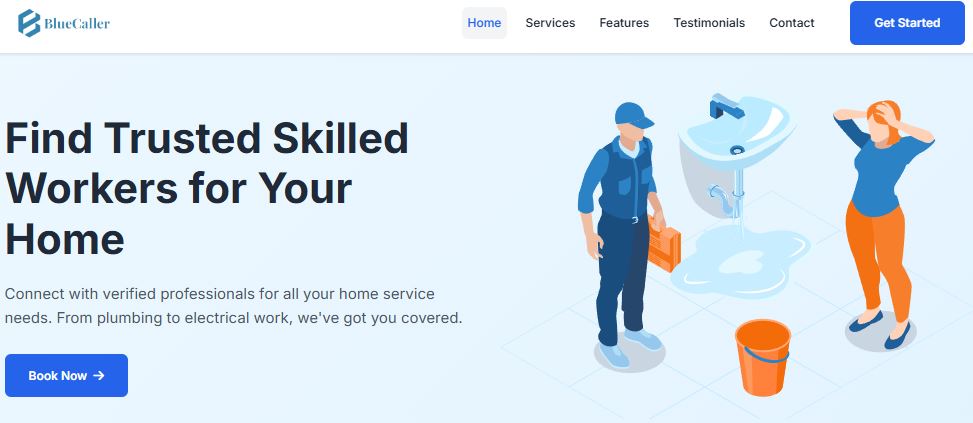 BlueCaller
Home Services Features Testimonials Contact Get Started
Find Trusted Skilled
Workers for Your
Home
Connect with verified professionals for all your home service
needs. From plumbing to electrical work, we've got you covered.
Book Now →